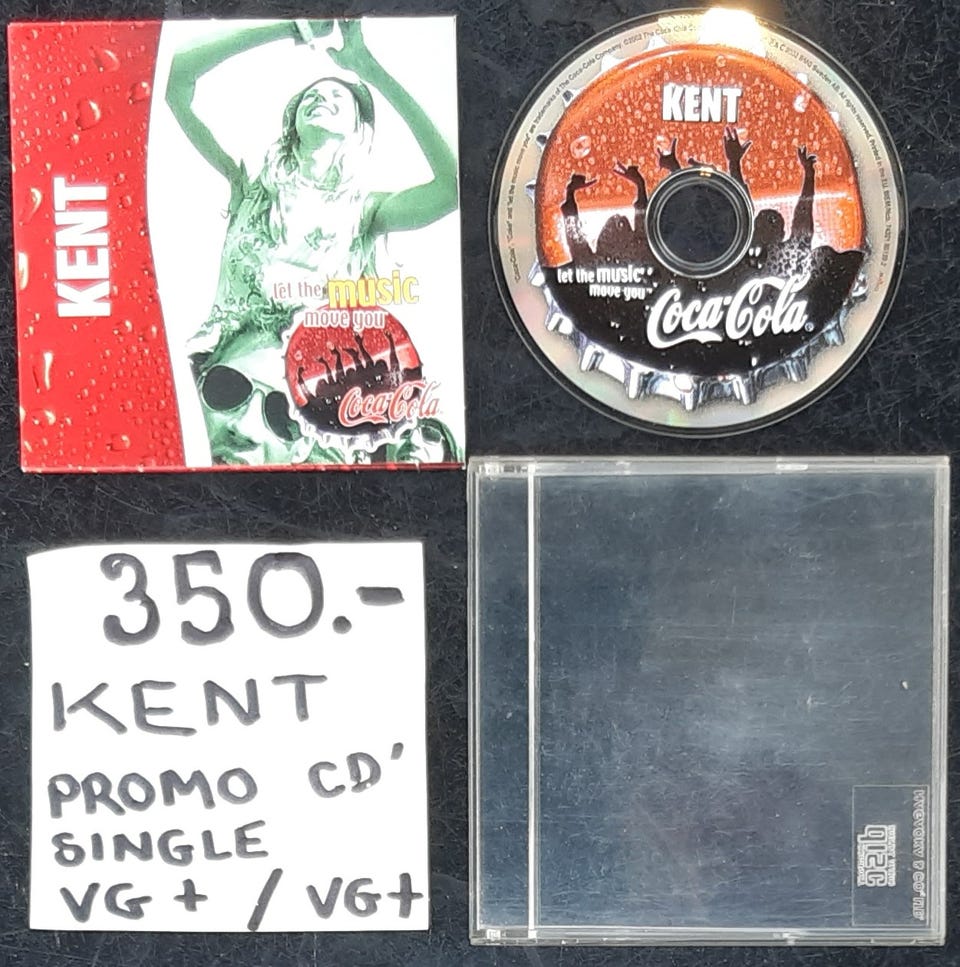 KENT
let the music
move you
Coca-Cola
KENT
let the music
move you™
Coca-Cola
350.-
KENT
PROMO CD'
SINGLE
VG + / VG+